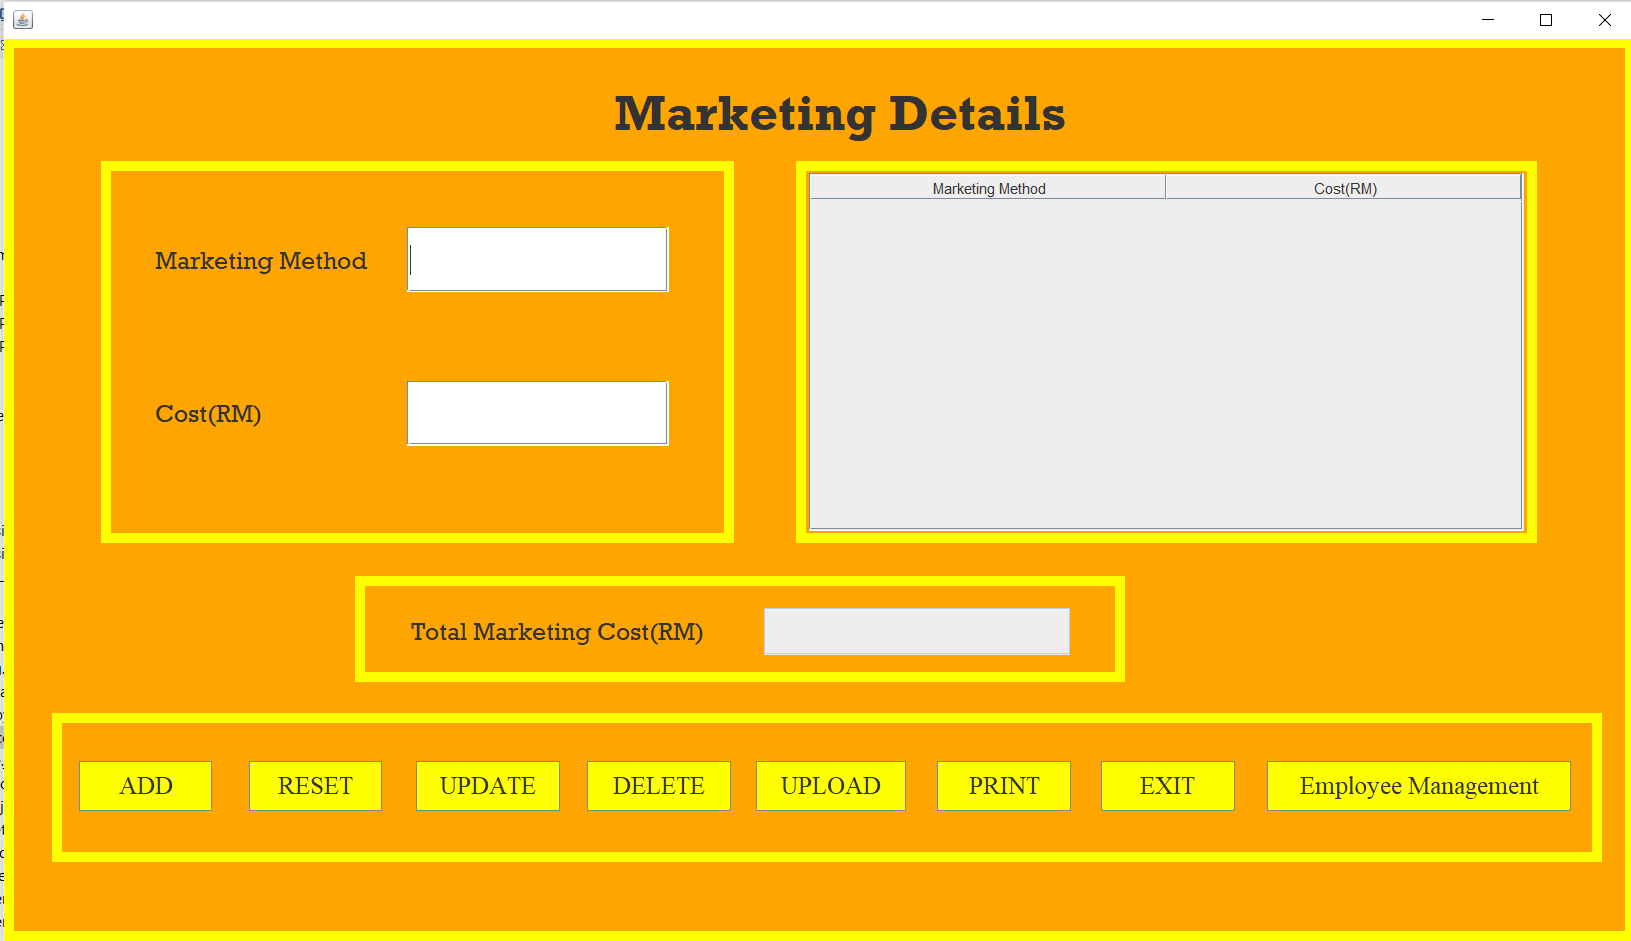 Marketing Details
Marketing Method
Cost(RM)
Marketing Method Cost(RM)
Total Marketing Cost(RM)
ADD RESET UPDATE DELETE UPLOAD PRINT EXIT Employee Management